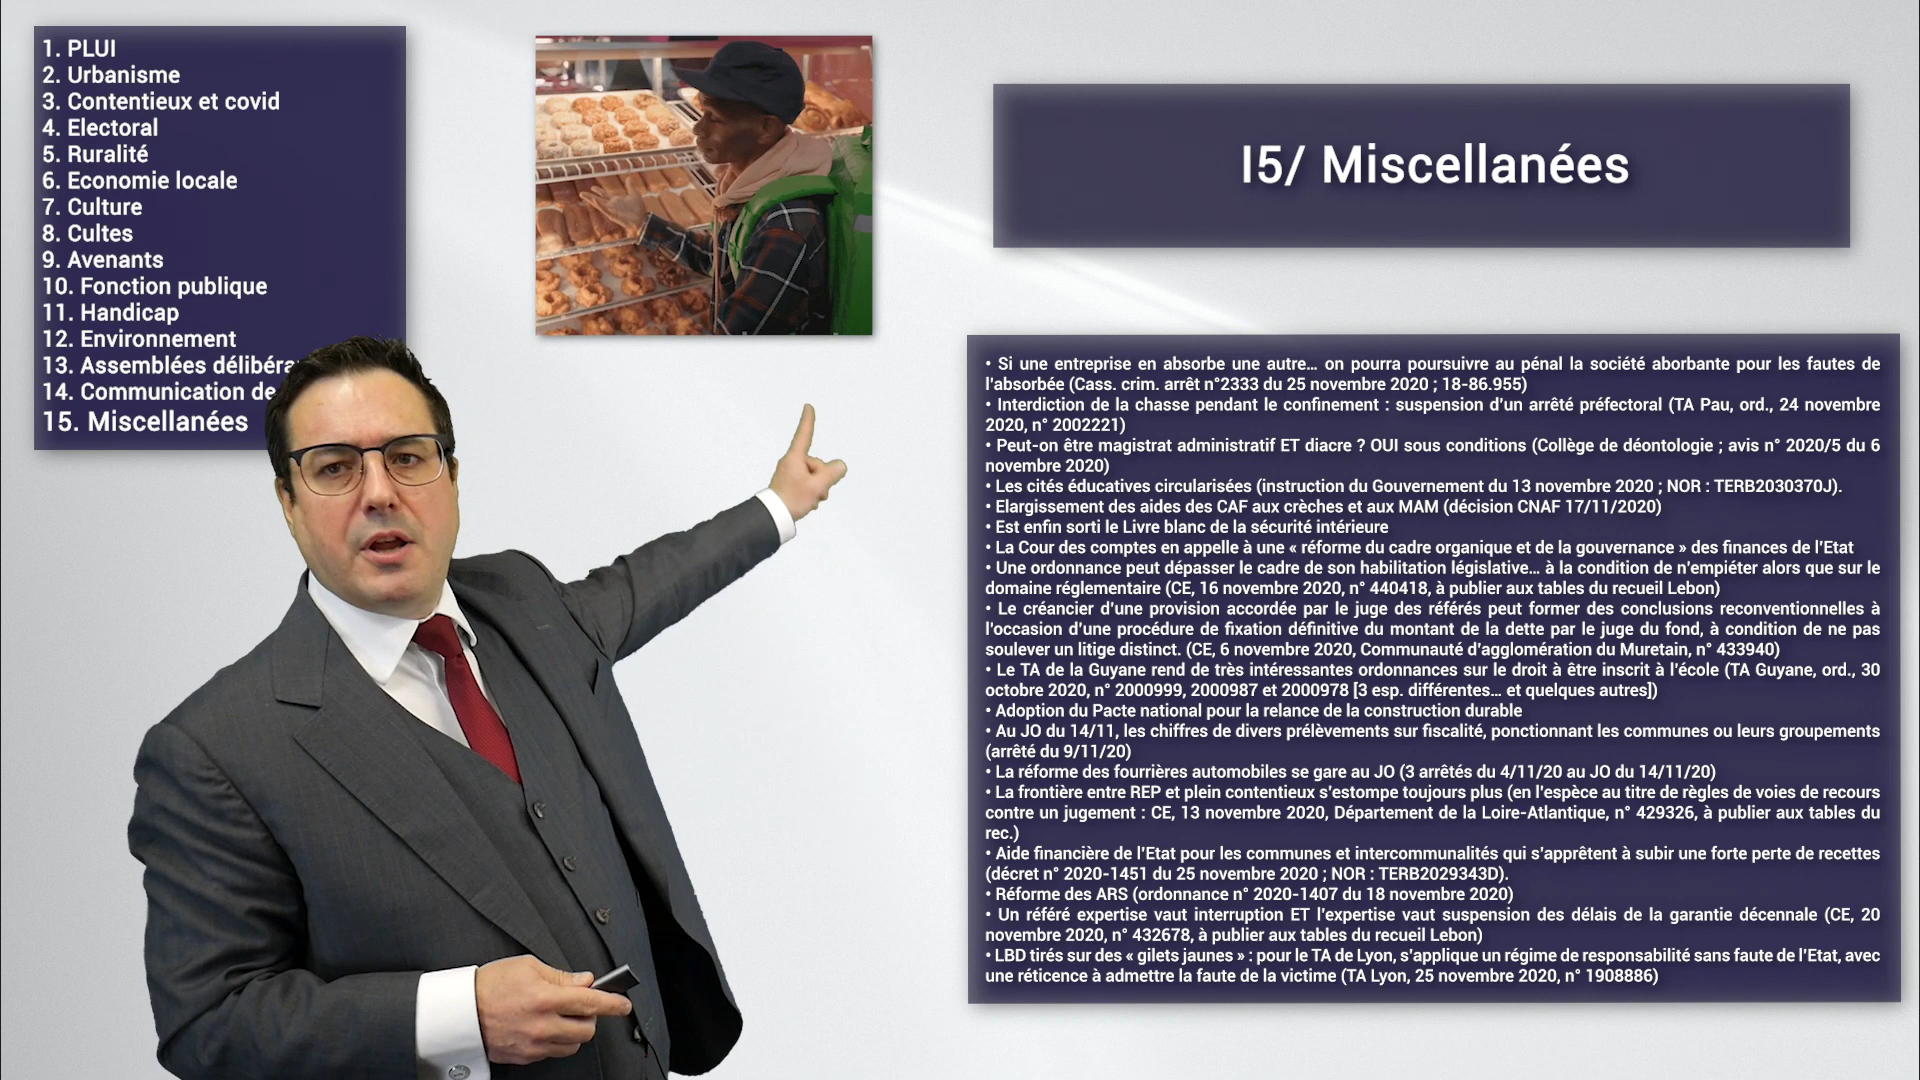 1. PLUI
2. Urbanisme
3. Contentieux et covid
4. Electoral
5. Ruralité
6. Economie locale
7. Culture
8. Cultes
9. Avenants
10. Fonction publique
11. Handicap
12. Environnement
13. Assemblées délibéra
14. Communication de
15. Miscellanées
I5/ Miscellanées
• Si une entreprise en absorbe une autre… on pourra poursuivre au pénal la société aborbante pour les fautes de
l'absorbée (Cass. crim. arrêt n°2333 du 25 novembre 2020 ; 18-86.955)
• Interdiction de la chasse pendant le confinement : suspension d'un arrêté préfectoral (TA Pau, ord., 24 novembre
2020, n° 2002221)
• Peut-on être magistrat administratif ET diacre ? OUI sous conditions (Collège de déontologie ; avis n° 2020/5 du 6
novembre 2020)
• Les cités éducatives circularisées (instruction du Gouvernement du 13 novembre 2020 ; NOR : TERB2030370J).
• Elargissement des aides des CAF aux crèches et aux MAM (décision CNAF 17/11/2020)
• Est enfin sorti le Livre blanc de la sécurité intérieure
• La Cour des comptes en appelle à une « réforme du cadre organique et de la gouvernance » des finances de l'Etat
• Une ordonnance peut dépasser le cadre de son habilitation législative… à la condition de n'empiéter alors que sur le
domaine réglementaire (CE, 16 novembre 2020, n° 440418, à publier aux tables du recueil Lebon)
• Le créancier d'une provision accordée par le juge des référés peut former des conclusions reconventionnelles à
l'occasion d'une procédure de fixation définitive du montant de la dette par le juge du fond, à condition de ne pas
soulever un litige distinct. (CE, 6 novembre 2020, Communauté d'agglomération du Muretain, n° 433940)
• Le TA de la Guyane rend de très intéressantes ordonnances sur le droit à être inscrit à l'école (TA Guyane, ord., 30
octobre 2020, n° 2000999, 2000987 et 2000978 [3 esp. différentes… et quelques autres])
• Adoption du Pacte national pour la relance de la construction durable
• Au JO du 14/11, les chiffres de divers prélèvements sur fiscalité, ponctionnant les communes ou leurs groupements
(arrêté du 9/11/20)
• La réforme des fourrières automobiles se gare au JO (3 arrêtés du 4/11/20 au JO du 14/11/20)
• La frontière entre REP et plein contentieux s'estompe toujours plus (en l'espèce au titre de règles de voies de recours
contre un jugement : CE, 13 novembre 2020, Département de la Loire-Atlantique, n° 429326, à publier aux tables du
rec.)
• Aide financière de l'Etat pour les communes et intercommunalités qui s'apprêtent à subir une forte perte de recettes
(décret n° 2020-1451 du 25 novembre 2020 ; NOR : TERB2029343D).
• Réforme des ARS (ordonnance n° 2020-1407 du 18 novembre 2020)
• Un référé expertise vaut interruption ET l'expertise vaut suspension des délais de la garantie décennale (CE, 20
novembre 2020, n° 432678, à publier aux tables du recueil Lebon)
• LBD tirés sur des « gilets jaunes » : pour le TA de Lyon, s'applique un régime de responsabilité sans faute de l'Etat, avec
une réticence à admettre la faute de la victime (TA Lyon, 25 novembre 2020, n° 1908886)